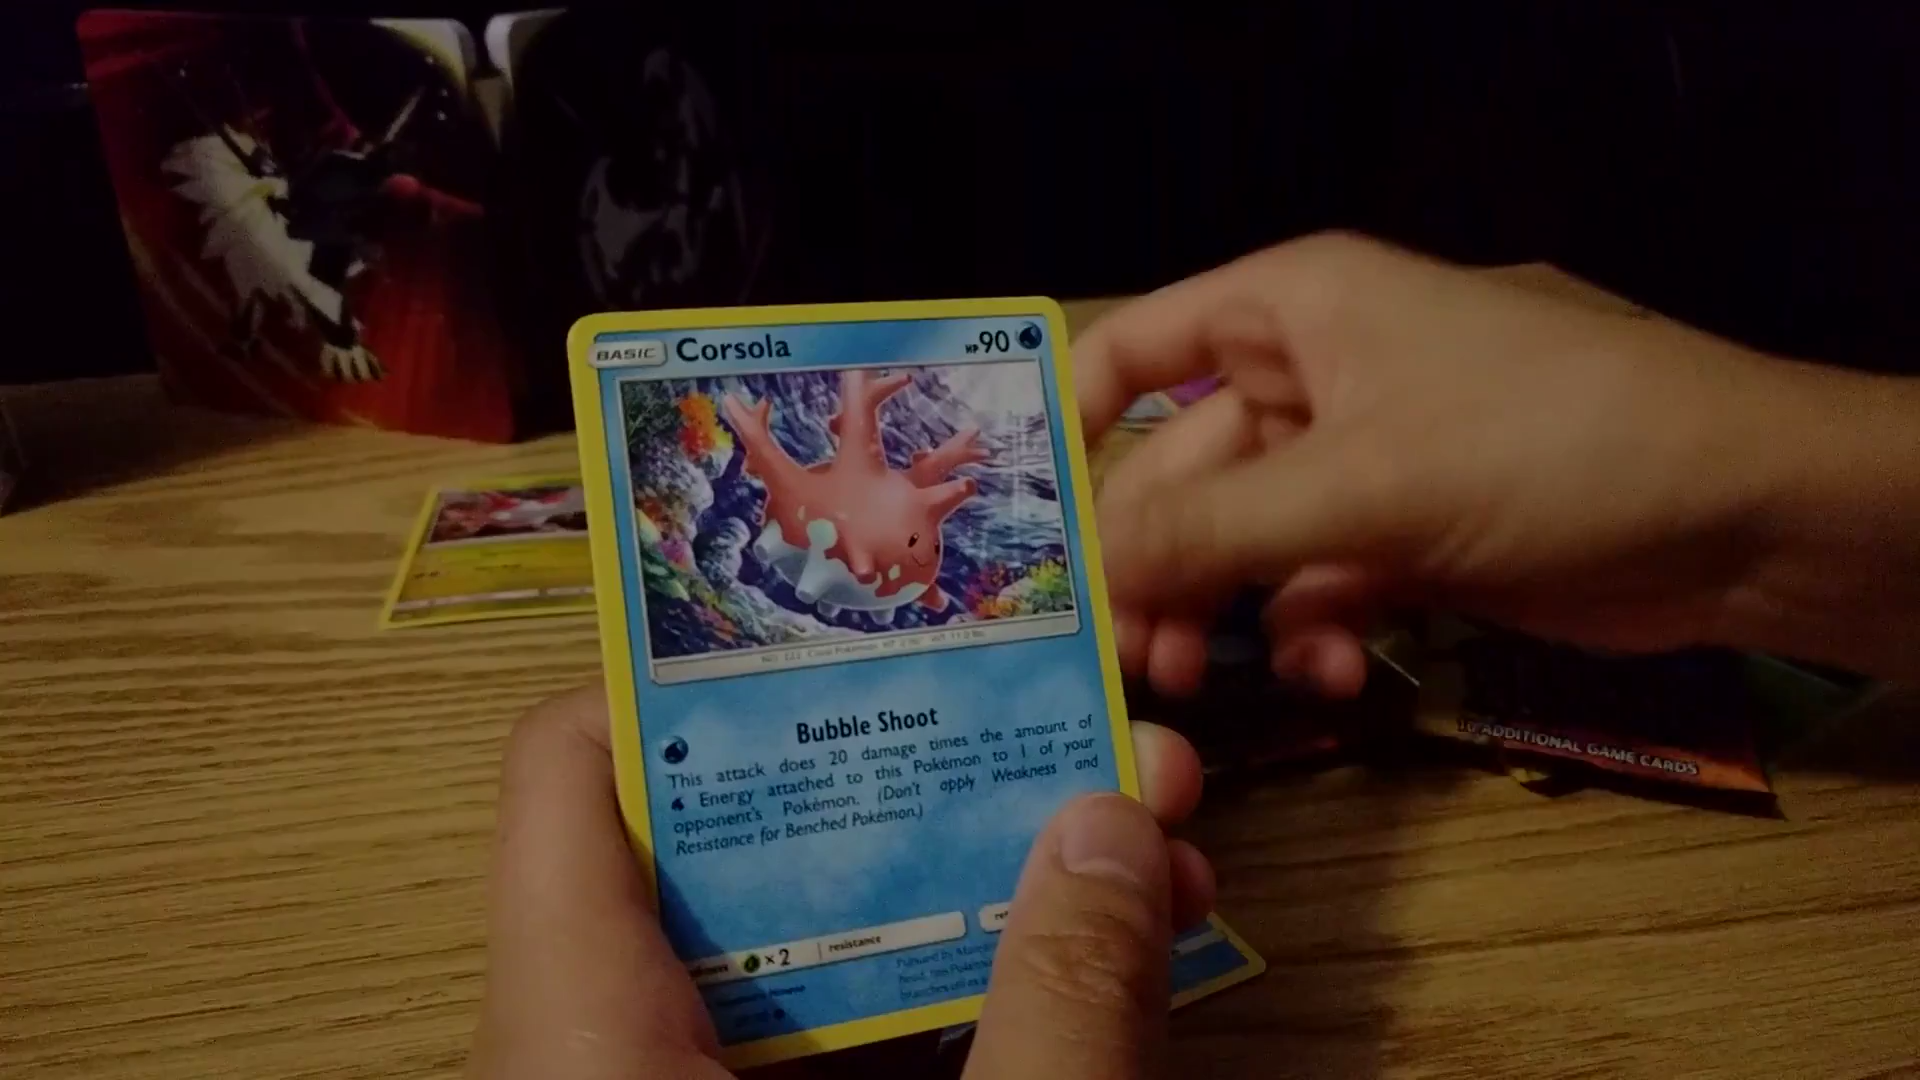 BASIC Corsola HP 90
Bubble Shoot
This attack does 20 damage times the amount of
Energy attached to this Pokémon to 1 of your
opponent's Pokémon. (Don't apply Weakness and
Resistance for Benched Pokémon.)
×2 resistance
10 ADDITIONAL GAME CARDS